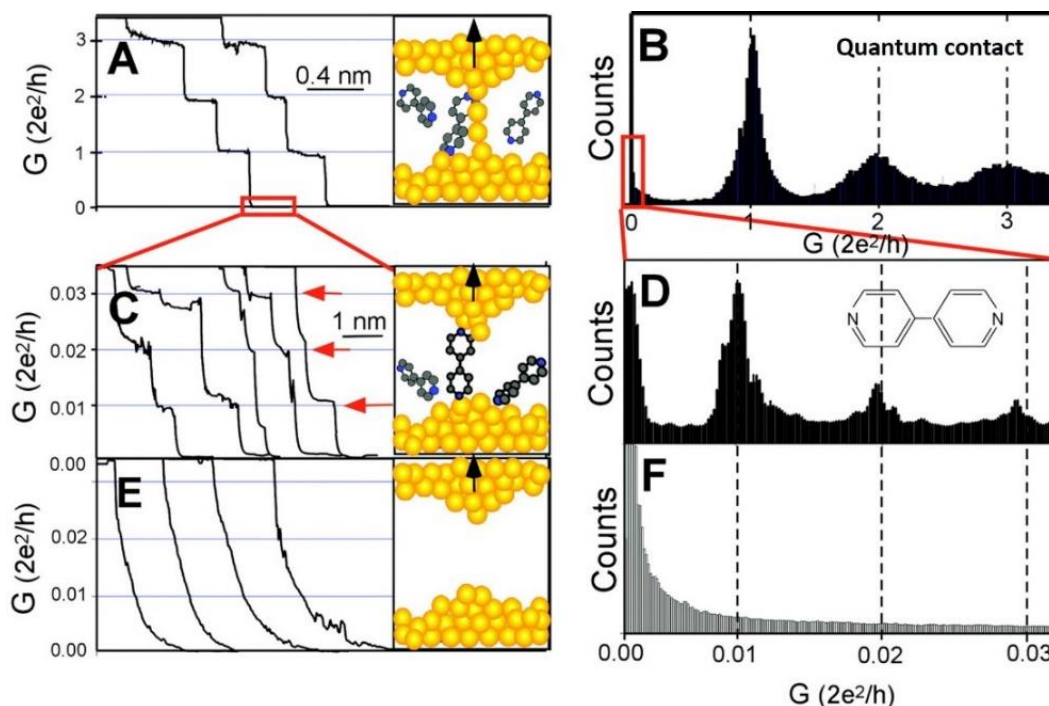 A
G (2e²/h)
3
2
1
0
0.4 nm
B
Quantum contact
Counts
0
1
2
3
G (2e²/h)
C
G (2e²/h)
0.03
0.02
0.01
0.00
1 nm
D
Counts
N
N
E
G (2e²/h)
0.02
0.01
0.00
F
Counts
0.00
0.01
0.02
0.03
G (2e²/h)